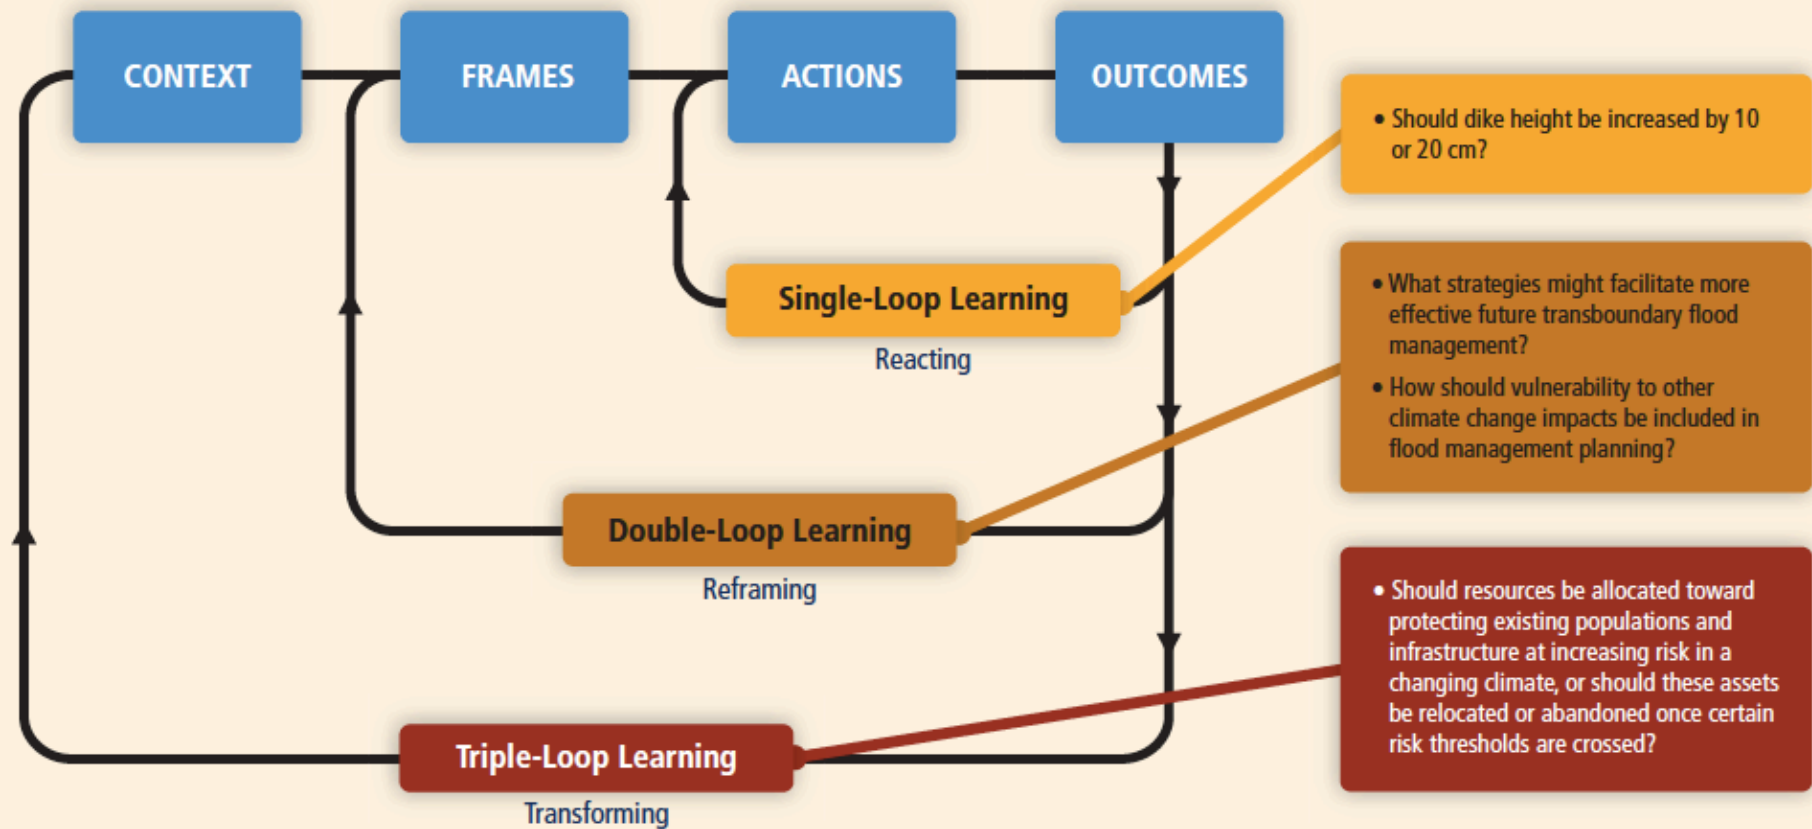 CONTEXT
FRAMES
ACTIONS
OUTCOMES
• Should dike height be increased by 10
or 20 cm?
Single-Loop Learning
Reacting
• What strategies might facilitate more
effective future transboundary flood
management?
• How should vulnerability to other
climate change impacts be included in
flood management planning?
Double-Loop Learning
Reframing
• Should resources be allocated toward
protecting existing populations and
infrastructure at increasing risk in a
changing climate, or should these assets
be relocated or abandoned once certain
risk thresholds are crossed?
Triple-Loop Learning
Transforming